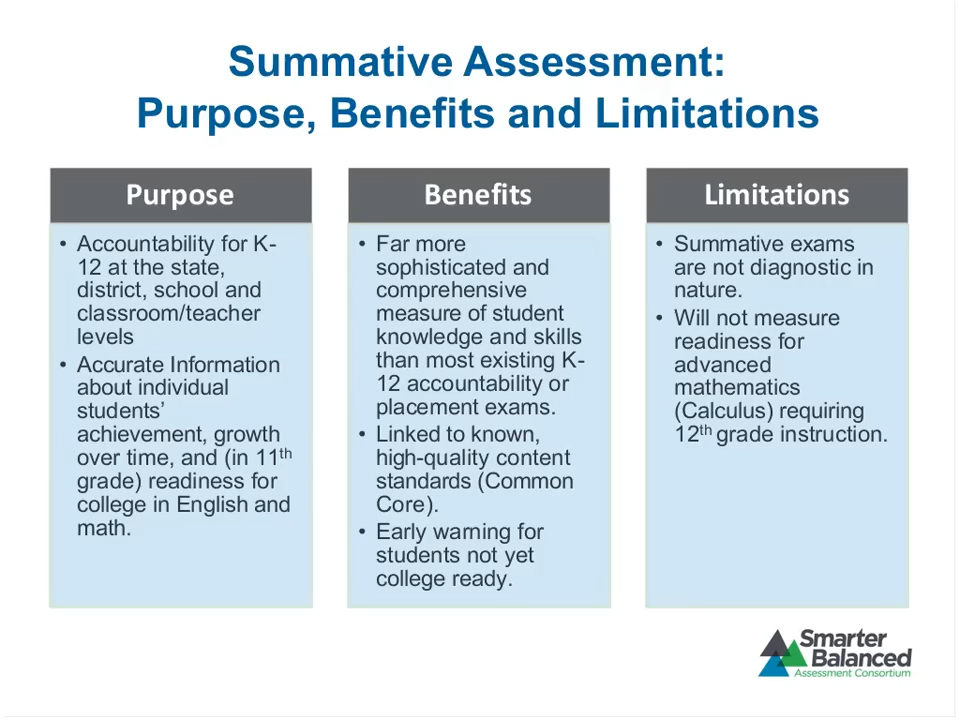 Summative Assessment:
Purpose, Benefits and Limitations
Purpose
• Accountability for K-
12 at the state,
district, school and
classroom/teacher
levels
• Accurate Information
about individual
students’
achievement, growth
over time, and (in 11th
grade) readiness for
college in English and
math.
Benefits
• Far more
sophisticated and
comprehensive
measure of student
knowledge and skills
than most existing K-
12 accountability or
placement exams.
• Linked to known,
high-quality content
standards (Common
Core).
• Early warning for
students not yet
college ready.
Limitations
• Summative exams
are not diagnostic in
nature.
• Will not measure
readiness for
advanced
mathematics
(Calculus) requiring
12th grade instruction.
Smarter
Balanced
Assessment Consortium